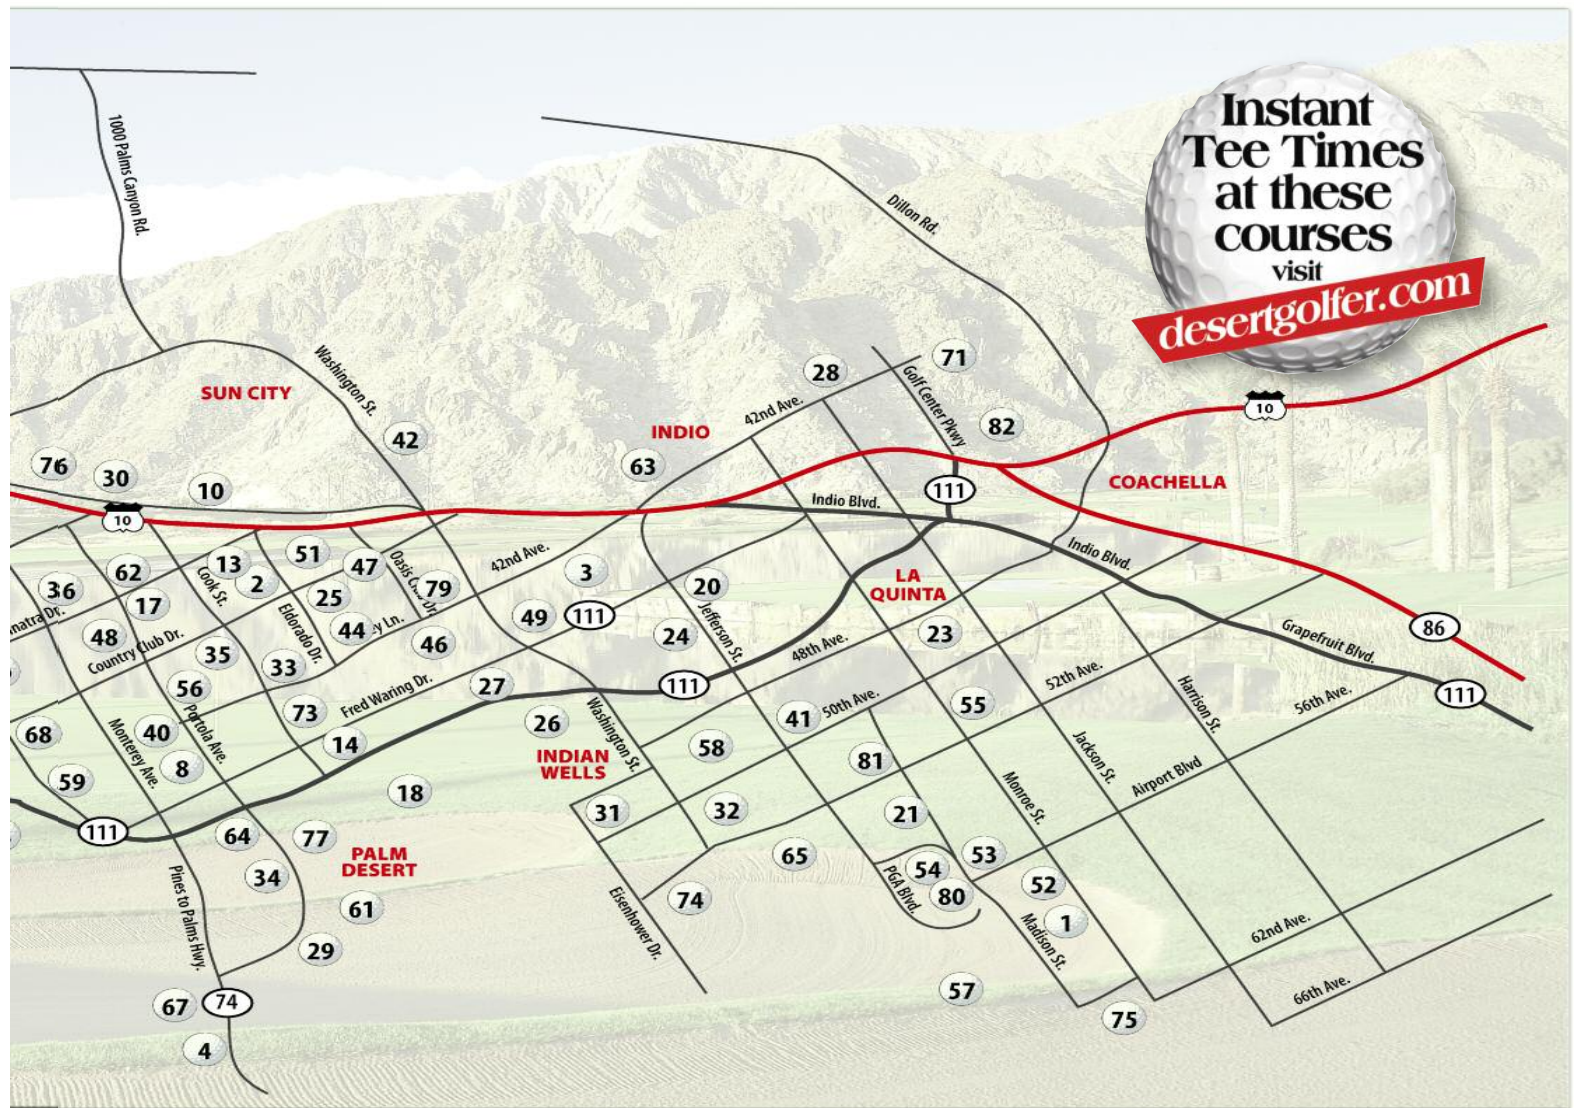 Instant
Tee Times
at these
courses
visit
desertgolfer.com
1000 Palms Canyon Rd.
Dillon Rd.
Washington St.
SUN CITY
28
71
42nd Ave.
Golf Center Pkwy
10
42
INDIO
82
76
30
10
63
COACHELLA
111
Indio Blvd.
10
Indio Blvd.
13
51
47
Oasis
42nd Ave.
62
2
79
3
20
LA
QUINTA
36
17
Cook St.
25
Eldorado Dr.
49
111
Jefferson St.
86
48
Country Club Dr.
44
y Ln.
46
24
48th Ave.
23
Grapefruit Blvd.
35
33
56
27
111
52th Ave.
Harrison St.
56th Ave.
111
Fred Waring Dr.
73
Portola Ave.
Monterey Ave.
68
40
14
26
Washington St.
41
50th Ave.
55
58
Jackson St.
INDIAN
WELLS
8
59
81
Airport Blvd
Monroe St.
18
31
32
21
111
64
77
PALM
DESERT
65
53
54
PGA Blvd.
80
52
34
Pines to Palms Hwy.
61
74
Eisenhower Dr.
1
Madison St.
62nd Ave.
29
57
66th Ave.
67
74
75
4